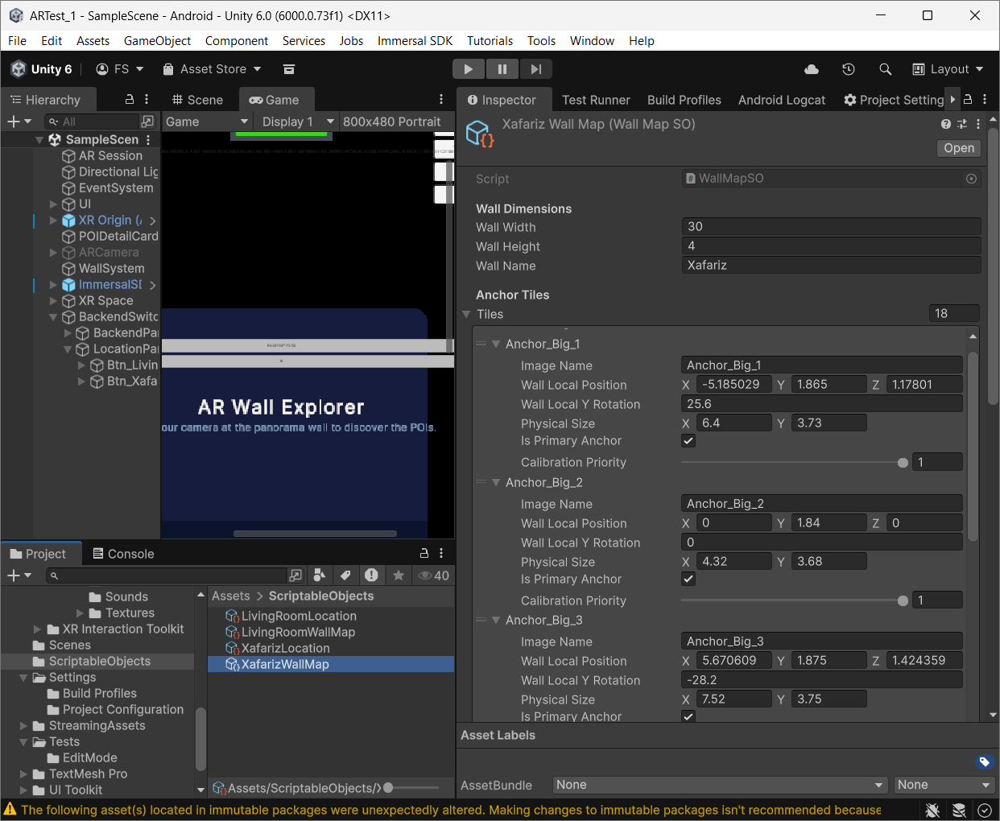 ARTest_1 - SampleScene - Android - Unity 6.0 (6000.0.73f1) <DX11>
File Edit Assets GameObject Component Services Jobs Immersal SDK Tutorials Tools Window Help
Unity 6 FS Asset Store Layout
Hierarchy
All
SampleScen
AR Session
Directional Lig
EventSystem
UI
XR Origin (A
POIDetailCard
ARCamera
WallSystem
ImmersalSD
XR Space
BackendSwitc
BackendPa
LocationPa
Btn_Livin
Btn_Xafa
Scene Game
Game Display 1 800x480 Portrait
AR Wall Explorer
our camera at the panorama wall to discover the POIs.
Inspector Test Runner Build Profiles Android Logcat Project Setting
Xafariz Wall Map (Wall Map SO)
Open
Script WallMapSO
Wall Dimensions
Wall Width 30
Wall Height 4
Wall Name Xafariz
Anchor Tiles
Tiles 18
Anchor_Big_1
Image Name Anchor_Big_1
Wall Local Position X -5.185029 Y 1.865 Z 1.17801
Wall Local Y Rotation 25.6
Physical Size X 6.4 Y 3.73
Is Primary Anchor
Calibration Priority 1
Anchor_Big_2
Image Name Anchor_Big_2
Wall Local Position X 0 Y 1.84 Z 0
Wall Local Y Rotation 0
Physical Size X 4.32 Y 3.68
Is Primary Anchor
Calibration Priority 1
Anchor_Big_3
Image Name Anchor_Big_3
Wall Local Position X 5.670609 Y 1.875 Z 1.424359
Wall Local Y Rotation -28.2
Physical Size X 7.52 Y 3.75
Is Primary Anchor
Asset Labels
AssetBundle None None
Project Console
40
Sounds
Textures
XR Interaction Toolkit
Scenes
ScriptableObjects
Settings
Build Profiles
Project Configuration
StreamingAssets
Tests
EditMode
TextMesh Pro
UI Toolkit
Assets > ScriptableObjects
LivingRoomLocation
LivingRoomWallMap
XafarizLocation
XafarizWallMap
Assets/ScriptableObjects/X
The following asset(s) located in immutable packages were unexpectedly altered. Making changes to immutable packages isn't recommended because